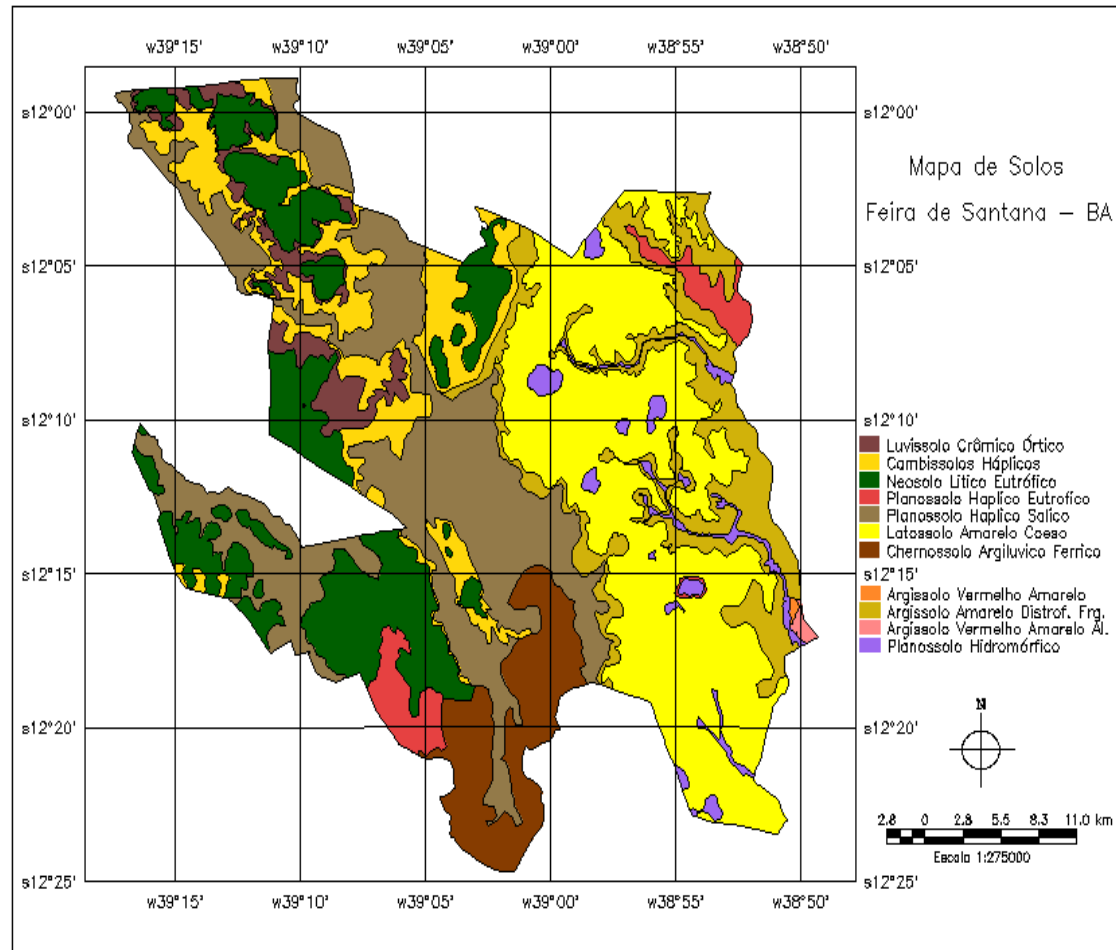 w39°15' w39°10' w39°05' w39°00' w38°55' w38°50'
s12°00' s12°00'
Mapa de Solos
Feira de Santana – BA
s12°05' s12°05'
s12°10' s12°10'
Luvissolo Crâmico Órtico
Cambissolos Háplicos
Neosolo Litico Eutrófico
Planossolo Haplico Eutrofico
Planossolo Haplico Salico
Latossolo Amarelo Coeso
Chernossolo Argiluvico Ferrico
s12°15' s12°15'
Argissolo Vermelho Amarelo
Argissolo Amarelo Distrof. Frg.
Argissolo Vermelho Amarelo Al.
Planossolo Hidromórfico
N
s12°20' s12°20'
2.8 0 2.8 5.5 8.3 11.0 km
Escala 1:275000
s12°25' s12°25'
w39°15' w39°10' w39°05' w39°00' w38°55' w38°50'